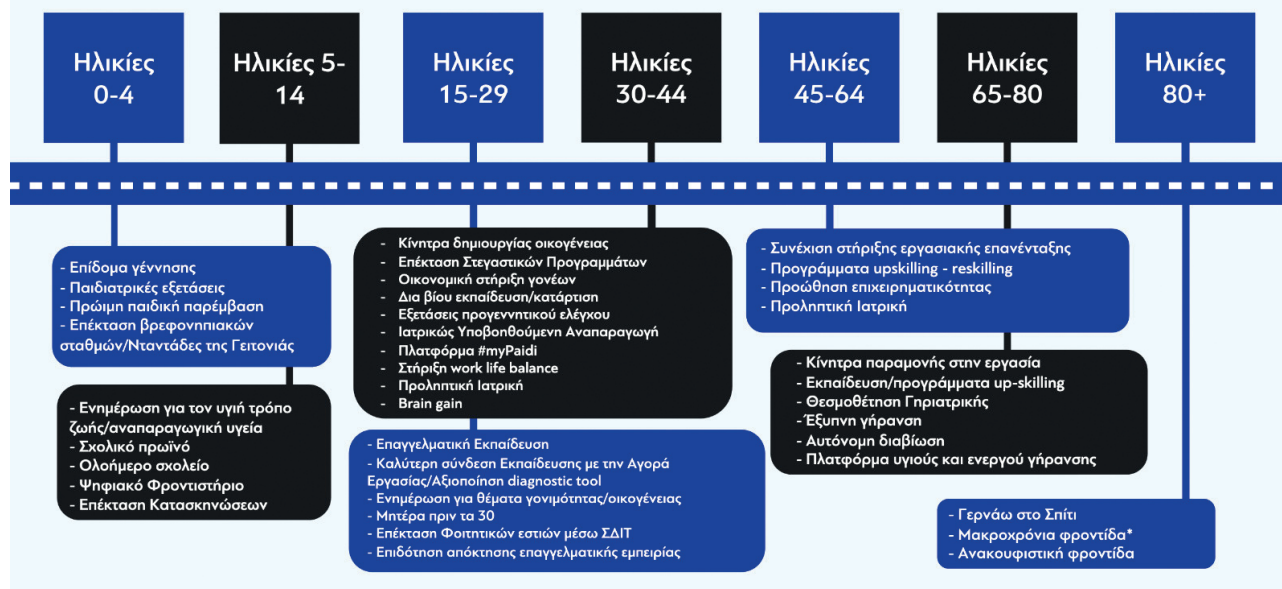 Ηλικίες
0-4
Ηλικίες 5-
14
Ηλικίες
15-29
Ηλικίες
30-44
Ηλικίες
45-64
Ηλικίες
65-80
Ηλικίες
80+
- Επίδομα γέννησης
- Παιδιατρικές εξετάσεις
- Πρώιμη παιδική παρέμβαση
- Επέκταση βρεφονηπιακών
σταθμών/Νταντάδες της Γειτονιάς
- Ενημέρωση για τον υγιή τρόπο
ζωής/αναπαραγωγική υγεία
- Σχολικό πρωϊνό
- Ολοήμερο σχολείο
- Ψηφιακό Φροντιστήριο
- Επέκταση Κατασκηνώσεων
- Κίνητρα δημιουργίας οικογένειας
- Επέκταση Στεγαστικών Προγραμμάτων
- Οικονομική στήριξη γονέων
- Δια βίου εκπαίδευση/κατάρτιση
- Εξετάσεις προγεννητικού ελέγχου
- Ιατρικώς Υποβοηθούμενη Αναπαραγωγή
- Πλατφόρμα #myPaidi
- Στήριξη work life balance
- Προληπτική Ιατρική
- Brain gain
- Επαγγελματική Εκπαίδευση
- Καλύτερη σύνδεση Εκπαίδευσης με την Αγορά
Εργασίας/Αξιοποίηση diagnostic tool
- Ενημέρωση για θέματα γονιμότητας/οικογένειας
- Μητέρα πριν τα 30
- Επέκταση Φοιτητικών εστιών μέσω ΣΔΙΤ
- Επιδότηση απόκτησης επαγγελματικής εμπειρίας
- Συνέχιση στήριξης εργασιακής επανένταξης
- Προγράμματα upskilling - reskilling
- Προώθηση επιχειρηματικότητας
- Προληπτική Ιατρική
- Κίνητρα παραμονής στην εργασία
- Εκπαίδευση/προγράμματα up-skilling
- Θεσμοθέτηση Γηριατρικής
- Έξυπνη γήρανση
- Αυτόνομη διαβίωση
- Πλατφόρμα υγιούς και ενεργού γήρανσης
- Γερνάω στο Σπίτι
- Μακροχρόνια φροντίδα*
- Ανακουφιστική φροντίδα